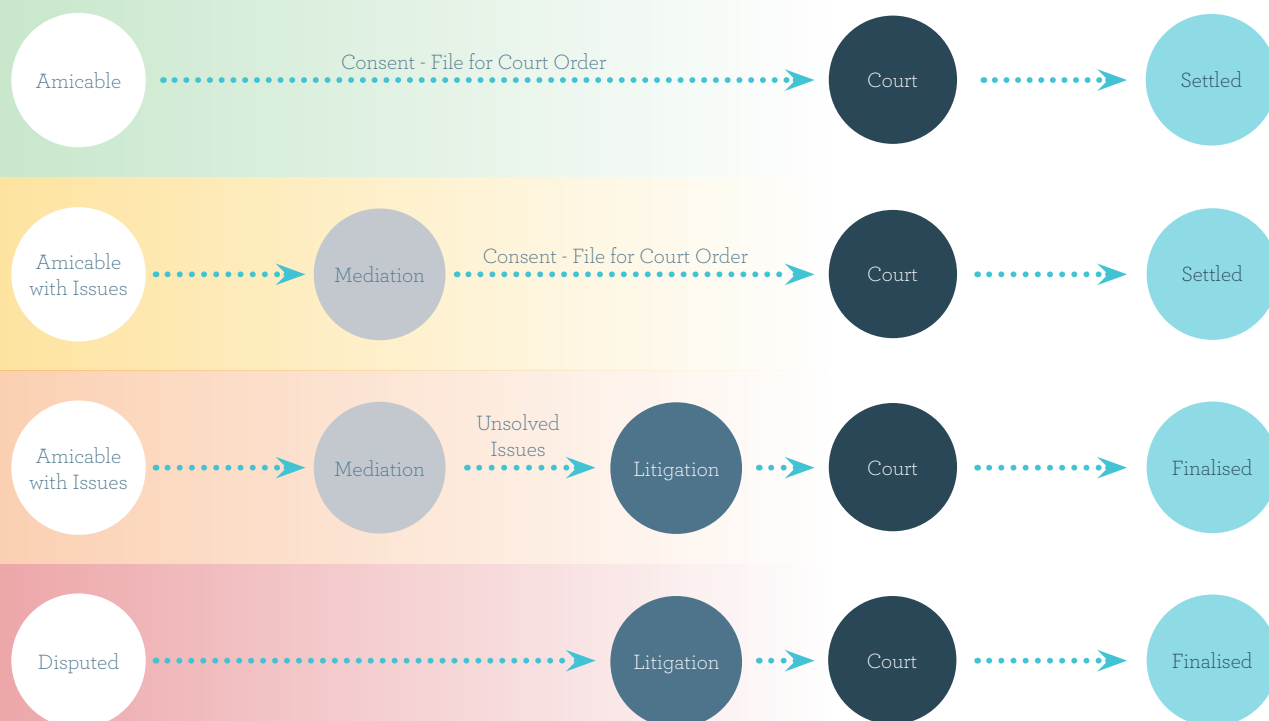 Consent - File for Court Order
Amicable
Court
Settled
Amicable
with Issues
Mediation
Consent - File for Court Order
Court
Settled
Amicable
with Issues
Mediation
Unsolved
Issues
Litigation
Court
Finalised
Disputed
Litigation
Court
Finalised